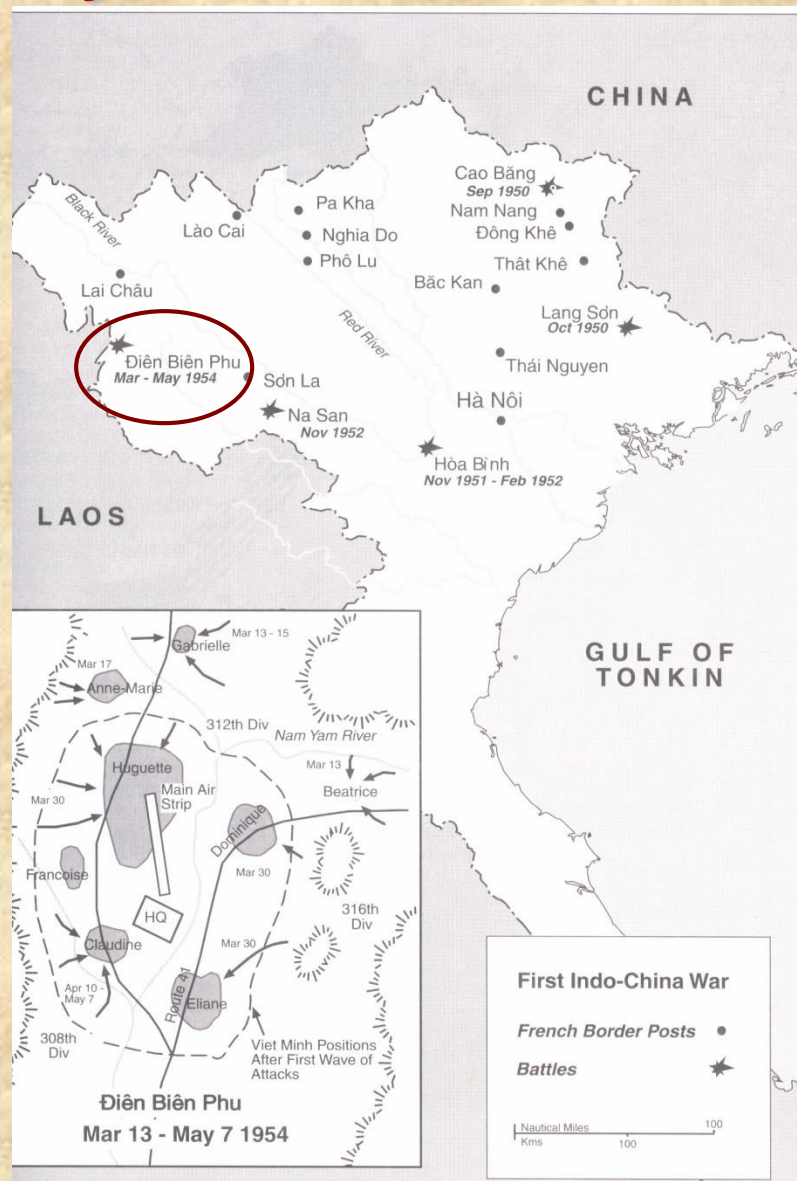 CHINA
Cao Băng
Sep 1950
Pa Kha
Nam Nang
Black River
Lào Cai
Nghia Do
Đông Khê
Phô Lu
Thât Khê
Lai Châu
Băc Kan
Lang Sơn
Oct 1950
Red River
Điên Biên Phu
Mar - May 1954
Thái Nguyen
Sơn La
Hà Nôi
Na San
Nov 1952
Hòa Bình
Nov 1951 - Feb 1952
LAOS
GULF OF
TONKIN
Mar 13 - 15
Gabrielle
Mar 17
Anne-Marie
312th Div
Nam Yam River
Huguette
Mar 13
Main Air
Strip
Beatrice
Mar 30
Dominique
Francoise
Mar 30
316th
Div
HQ
Claudine
Mar 30
Apr 10 -
May 7
Route 41
Eliane
308th
Div
Viet Minh Positions
After First Wave of
Attacks
Điên Biên Phu
Mar 13 - May 7 1954
First Indo-China War
French Border Posts
Battles
Nautical Miles 100
Kms 100